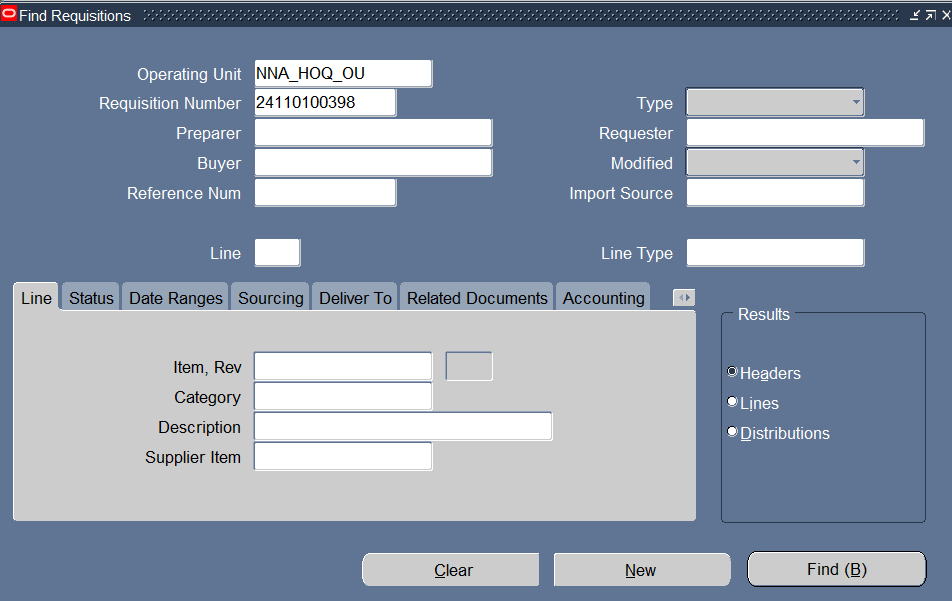 Find Requisitions
Operating Unit NNA_HOQ_OU
Requisition Number 24110100398 Type
Preparer Requester
Buyer Modified
Reference Num Import Source
Line Line Type
Line Status Date Ranges Sourcing Deliver To Related Documents Accounting
Results
Item, Rev
Headers
Category
Lines
Description
Distributions
Supplier Item
Clear New Find (B)